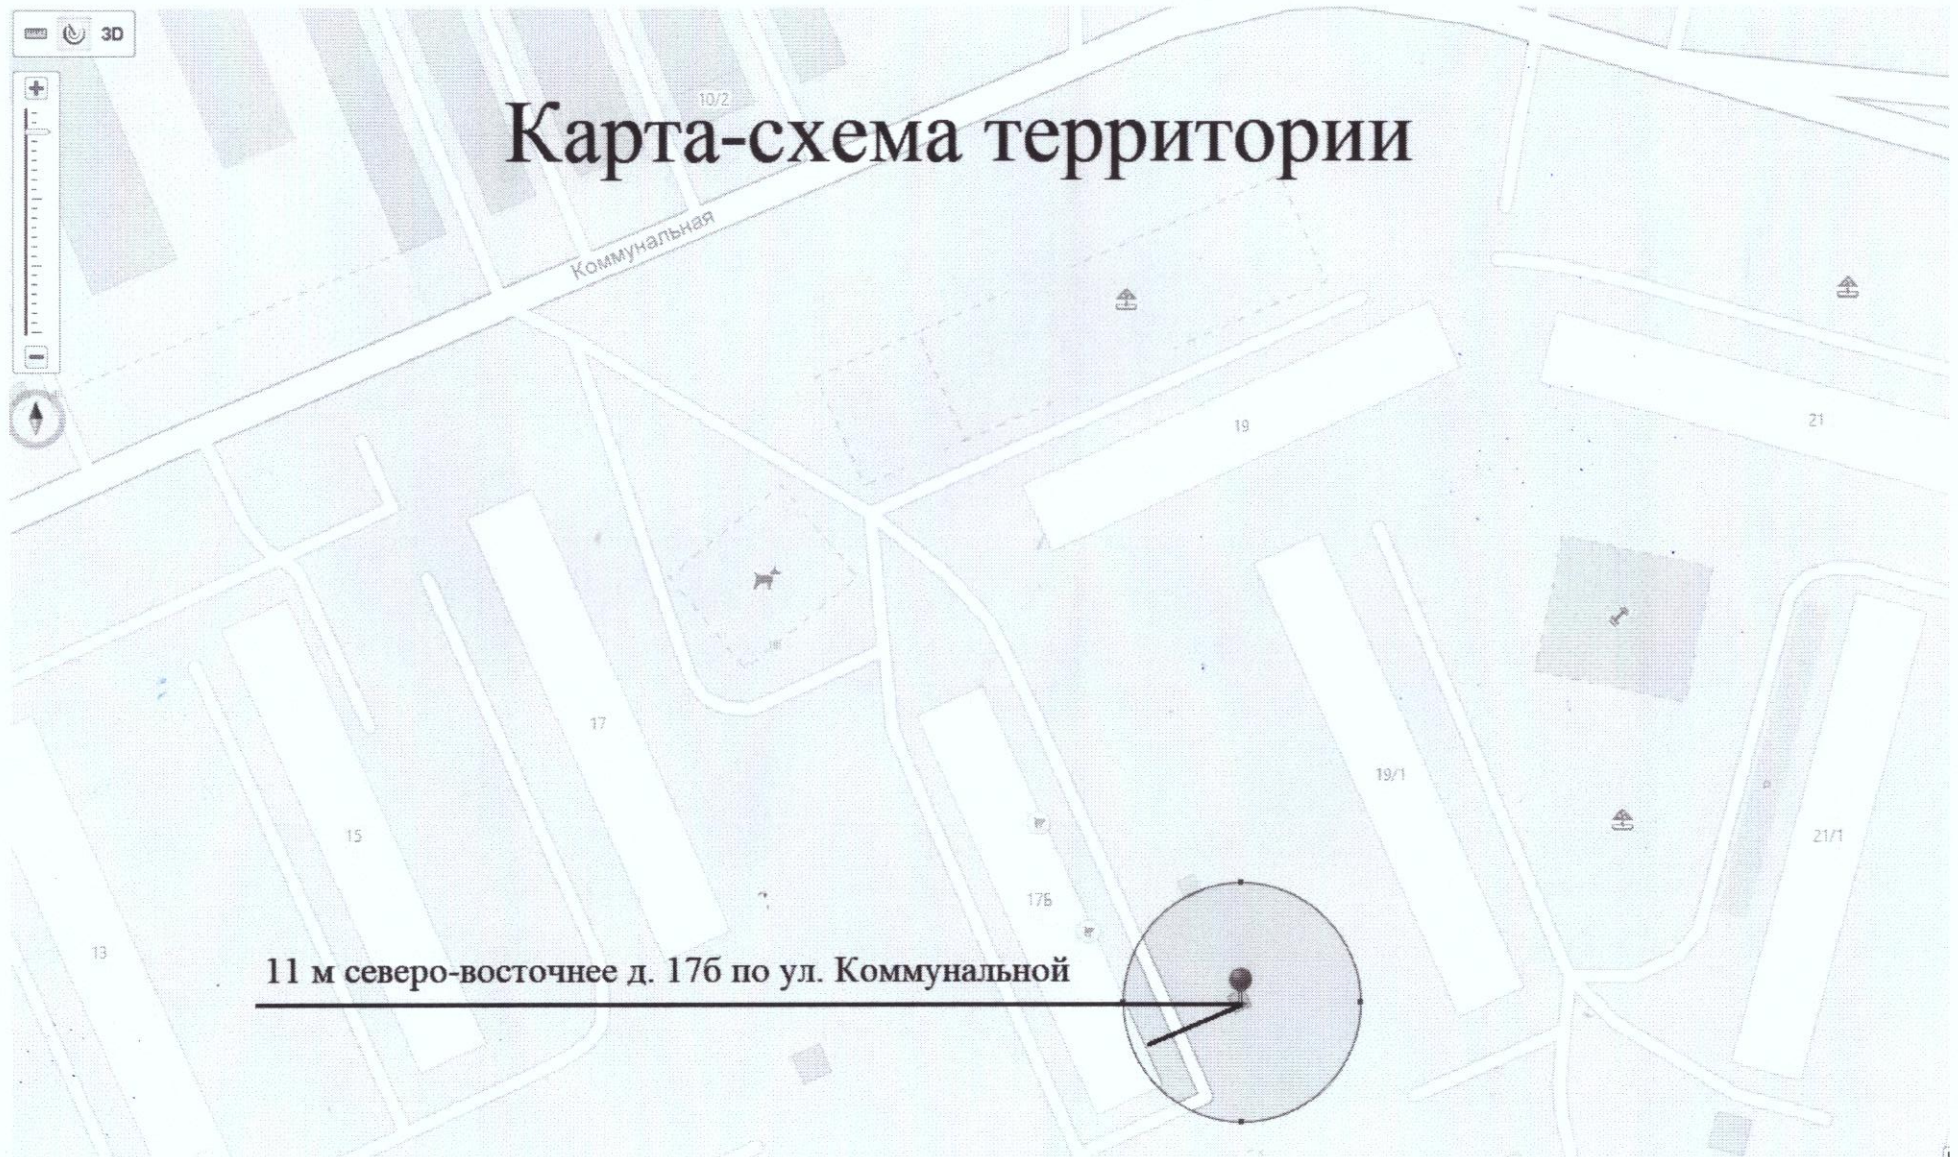 3D
10/2
Карта-схема территории
Коммунальная
19
21
17
19/1
15
21/1
17Б
13
11 м северо-восточнее д. 17б по ул. Коммунальной